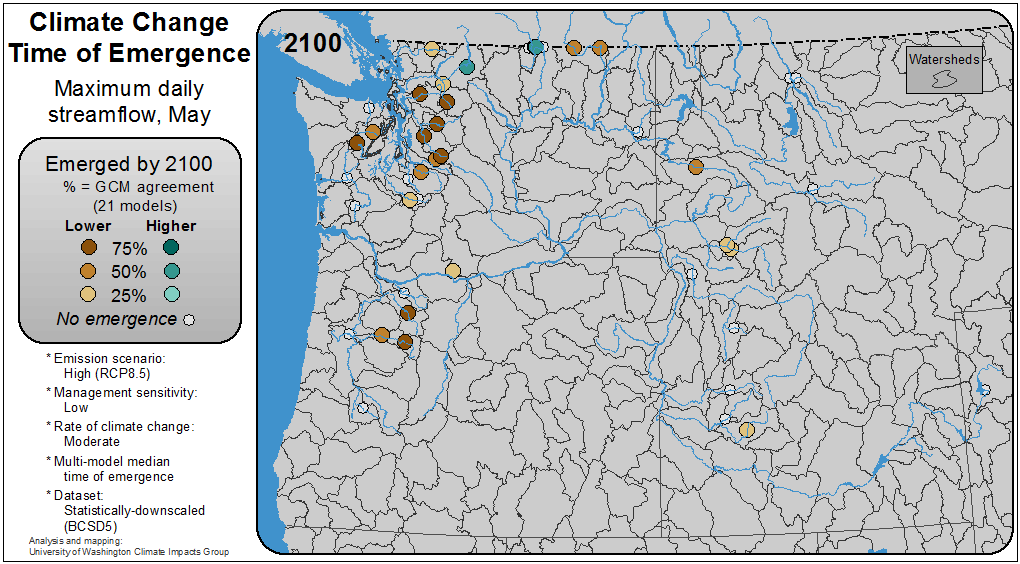 Climate Change
Time of Emergence
Maximum daily
streamflow, May
Emerged by 2100
% = GCM agreement
(21 models)
Lower Higher
75%
50%
25%
No emergence
* Emission scenario:
High (RCP8.5)
* Management sensitivity:
Low
* Rate of climate change:
Moderate
* Multi-model median
time of emergence
* Dataset:
Statistically-downscaled
(BCSD5)
Analysis and mapping:
University of Washington Climate Impacts Group
2100
Watersheds